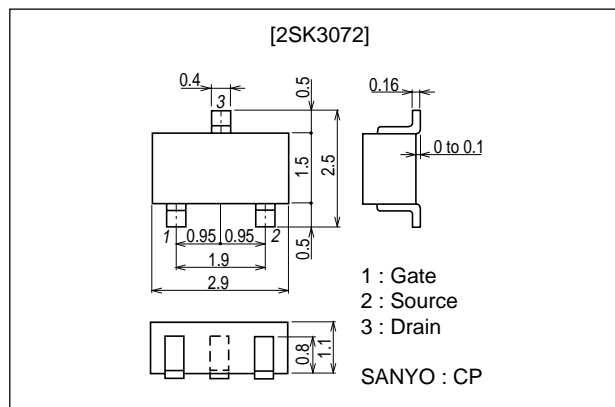 [2SK3072]
0.4
3
0.5
1.5
2.5
0.5
1
0.95
0.95
2
1.9
2.9
0.16
0 to 0.1
1 : Gate
2 : Source
3 : Drain
0.8
1.1
SANYO : CP